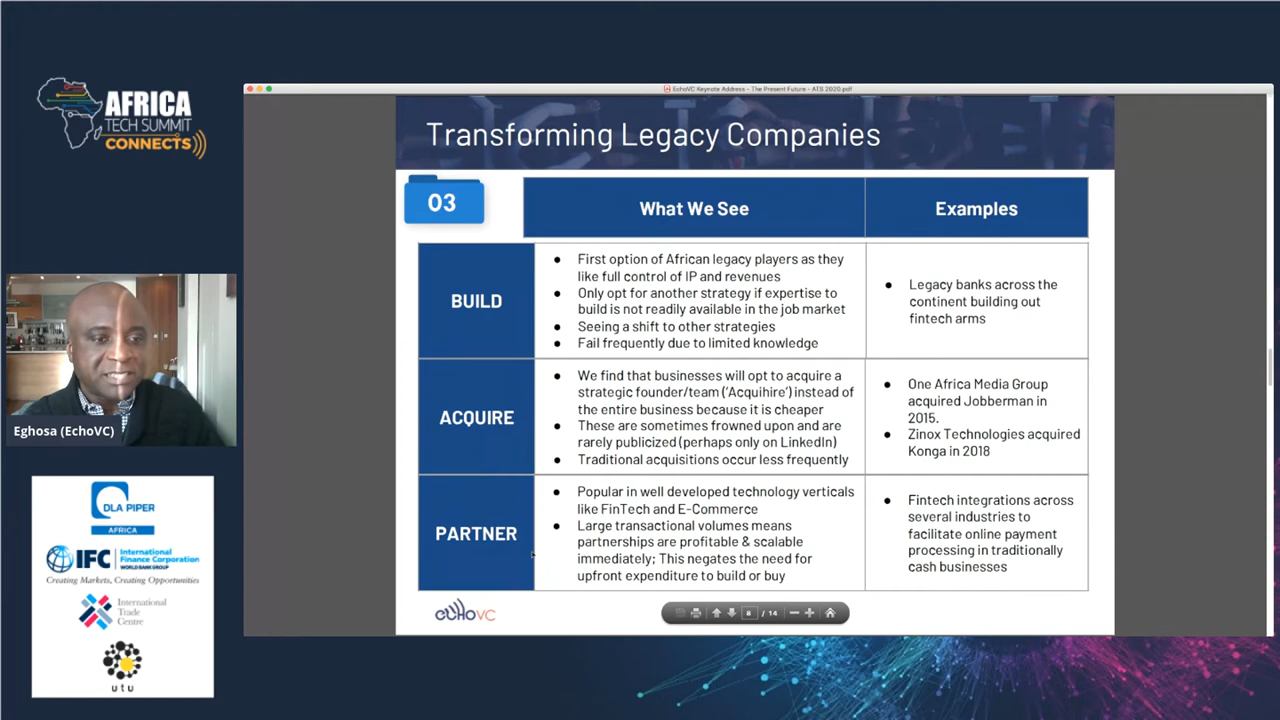 AFRICA
TECH SUMMIT
CONNECTS
EchoVC Keynote Address - The Present Future - ATS 2020.pdf
Transforming Legacy Companies
03
What We See
Examples
BUILD
● First option of African legacy players as they
like full control of IP and revenues
● Only opt for another strategy if expertise to
build is not readily available in the job market
● Seeing a shift to other strategies
● Fail frequently due to limited knowledge
● Legacy banks across the
continent building out
fintech arms
ACQUIRE
● We find that businesses will opt to acquire a
strategic founder/team ('Acquihire') instead of
the entire business because it is cheaper
● These are sometimes frowned upon and are
rarely publicized (perhaps only on LinkedIn)
● Traditional acquisitions occur less frequently
● One Africa Media Group
acquired Jobberman in
2015.
● Zinox Technologies acquired
Konga in 2018
PARTNER
● Popular in well developed technology verticals
like FinTech and E-Commerce
● Large transactional volumes means
partnerships are profitable & scalable
immediately; This negates the need for
upfront expenditure to build or buy
● Fintech integrations across
several industries to
facilitate online payment
processing in traditionally
cash businesses
echoVC
8 / 14
Eghosa (EchoVC)
DLA PIPER
AFRICA
IFC International
Finance Corporation
WORLD BANK GROUP
Creating Markets, Creating Opportunities
International
Trade
Centre
utu